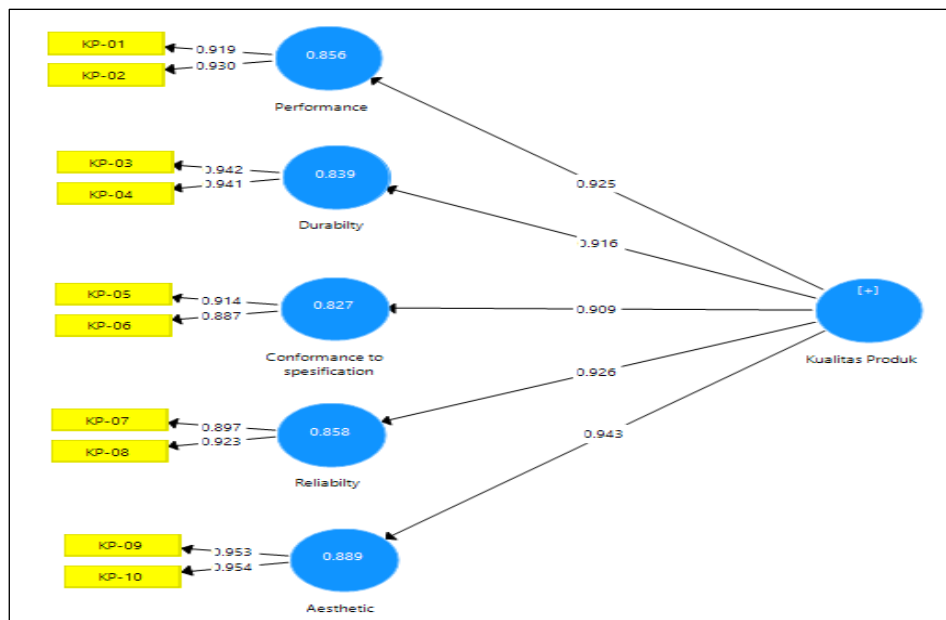 KP-01
0.919
0.856
KP-02
0.930
Performance
0.925
KP-03
0.942
0.839
KP-04
0.941
Durabilty
0.916
KP-05
0.914
0.827
KP-06
0.887
Conformance to
spesification
0.909
[+]
Kualitas Produk
KP-07
0.897
0.858
KP-08
0.923
Reliabilty
0.926
0.943
KP-09
0.953
0.889
KP-10
0.954
Aesthetic